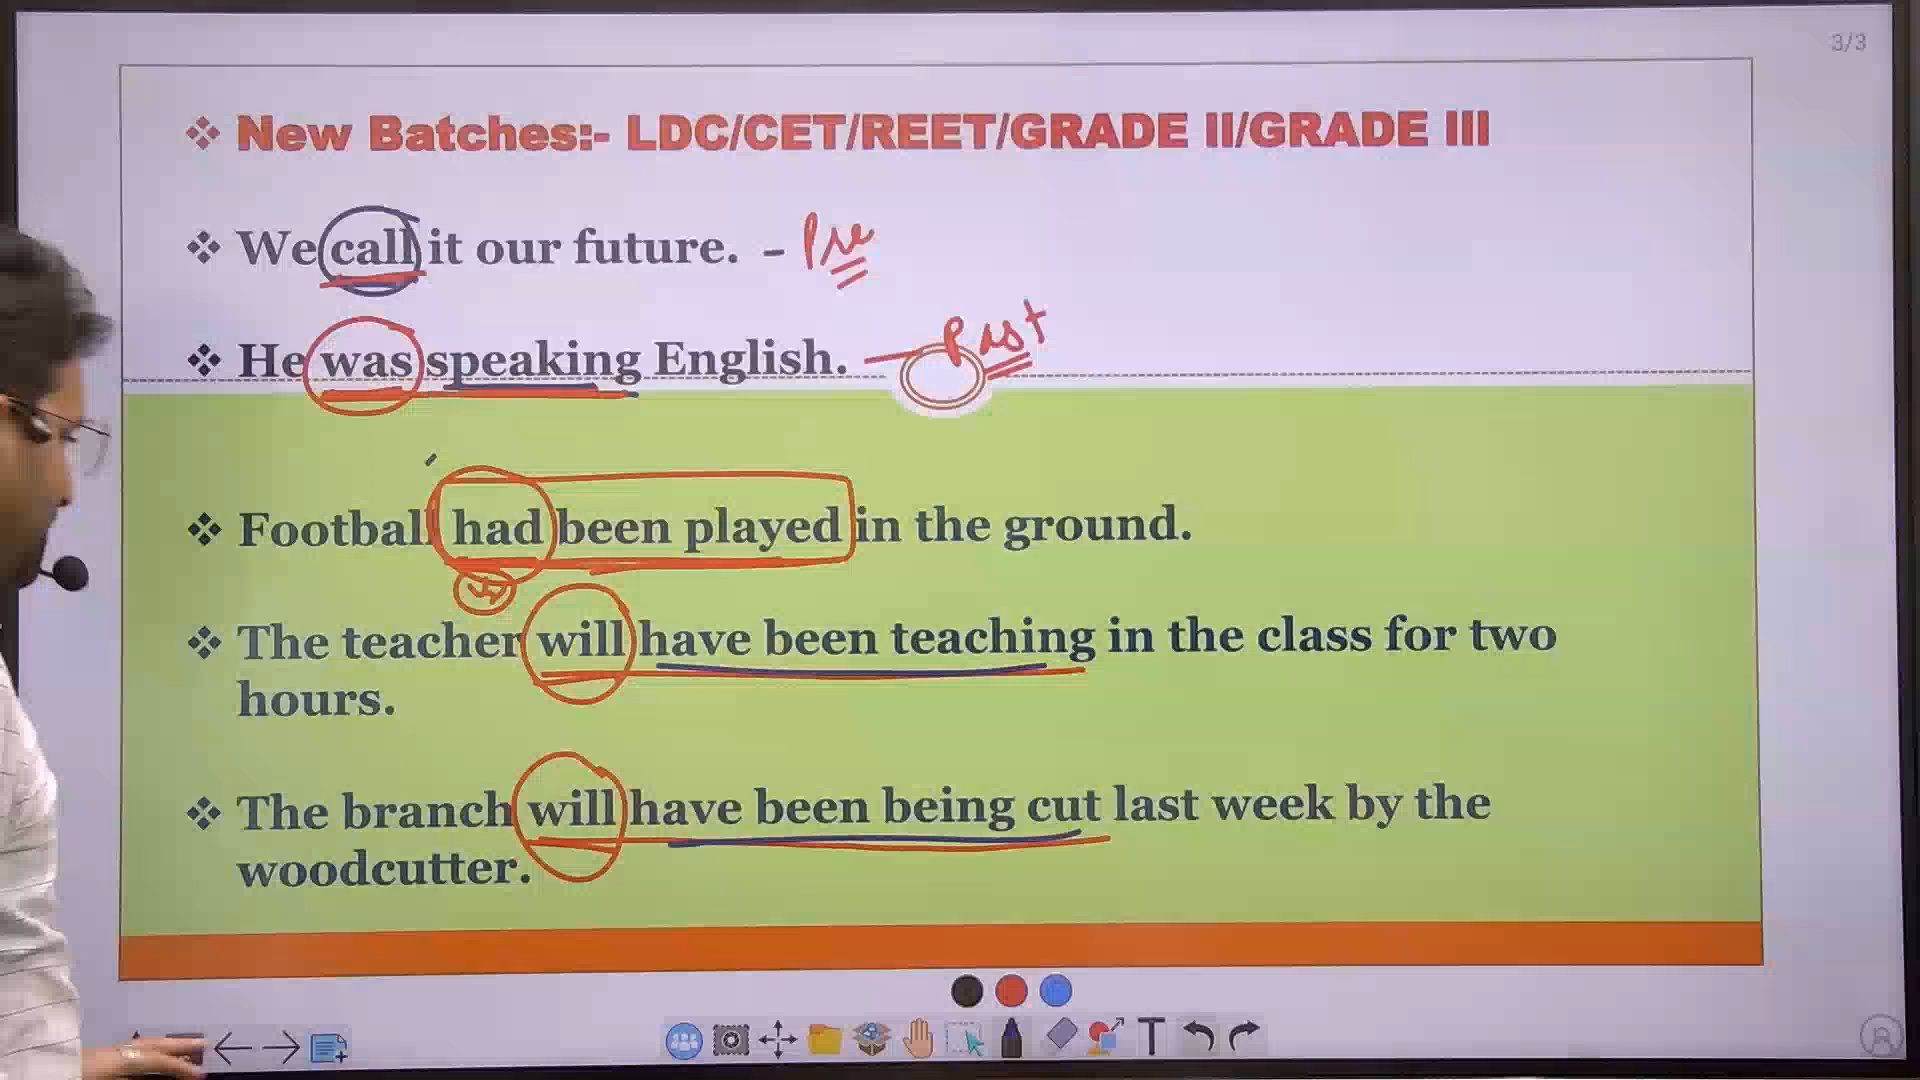 3/3
❖ New Batches:- LDC/CET/REET/GRADE II/GRADE III
❖ We call it our future. - Pre
❖ He was speaking English. - Past
❖ Football had been played in the ground.
❖ The teacher will have been teaching in the class for two
hours.
❖ The branch will have been being cut last week by the
woodcutter.
T